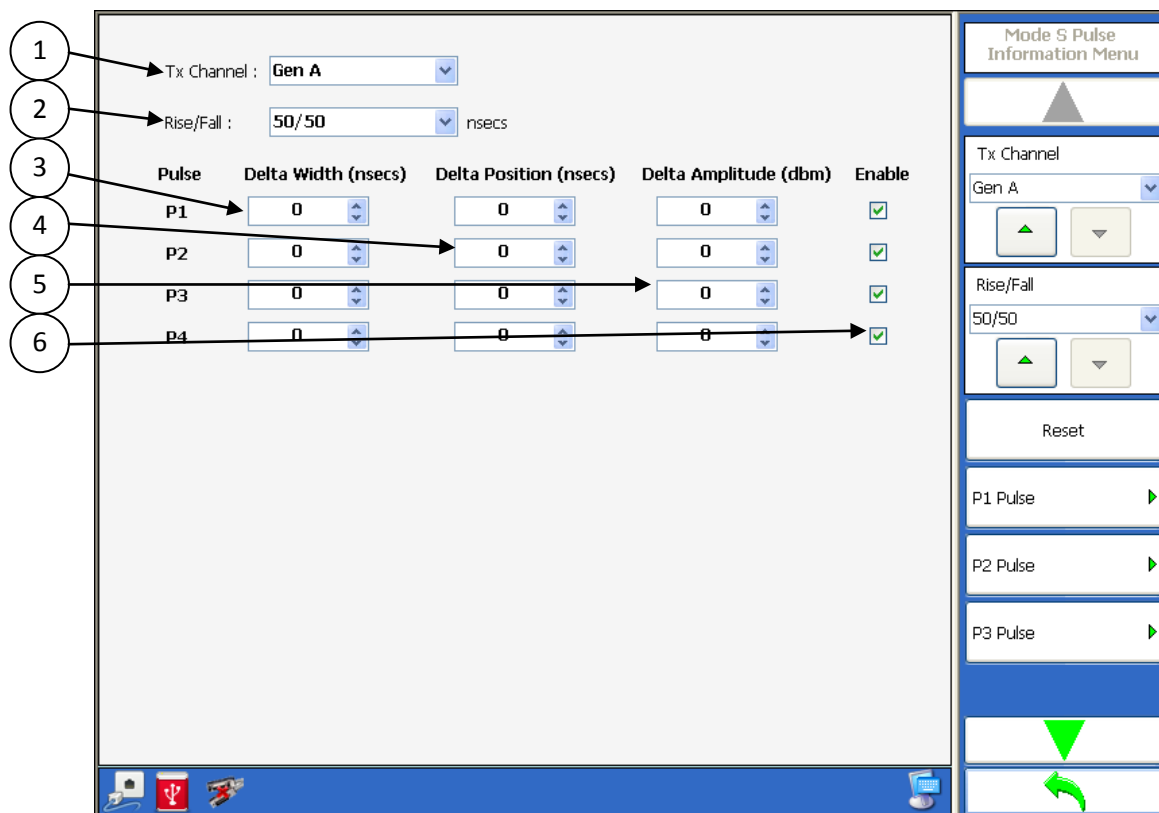 1
2
3
4
5
6
Tx Channel : Gen A
Rise/Fall : 50/50 nsecs
Pulse Delta Width (nsecs) Delta Position (nsecs) Delta Amplitude (dbm) Enable
P1 0 0 0
P2 0 0 0
P3 0 0 0
P4 0 0 0
Mode S Pulse
Information Menu
Tx Channel
Gen A
Rise/Fall
50/50
Reset
P1 Pulse
P2 Pulse
P3 Pulse